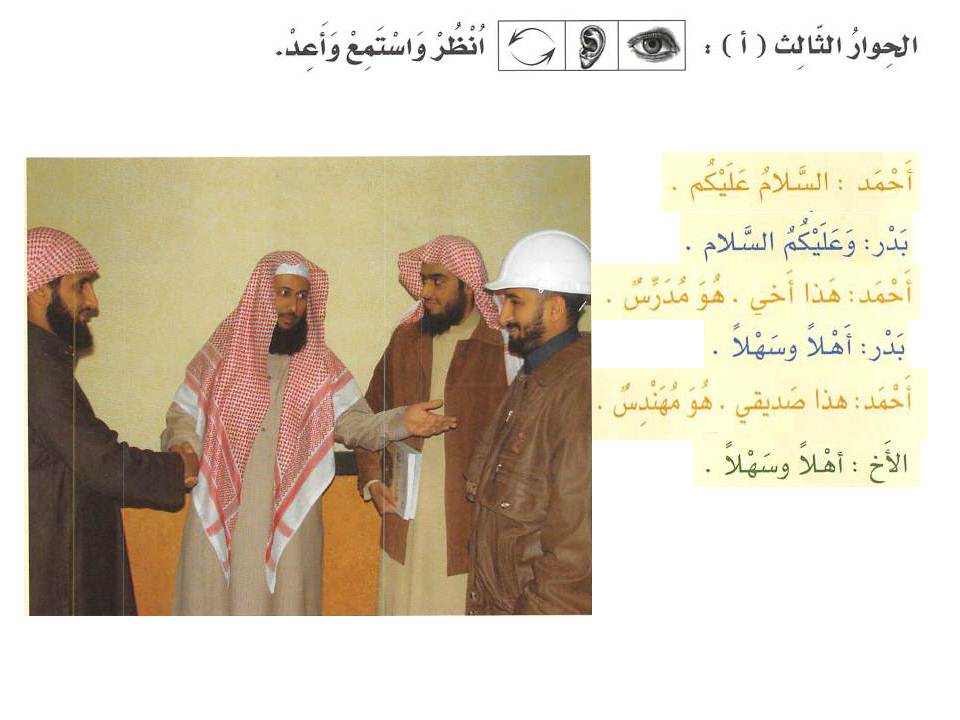 الحِوارُ الثّالِث ( أ ) : اُنْظُرْ وَاسْتَمِعْ وَأَعِدْ.
أَحْمَد : السَّلامُ عَلَيْكُم .
بَدْر: وَعَلَيْكُمُ السَّلام .
أَحْمَد: هَذا أَخي . هُوَ مُدَرِّسٌ .
بَدْر: أَهْلاً وسَهْلاً .
أَحْمَد: هذا صَديقي . هُوَ مُهَنْدِسٌ .
الأَخ : أهْلاً وسَهْلاً .